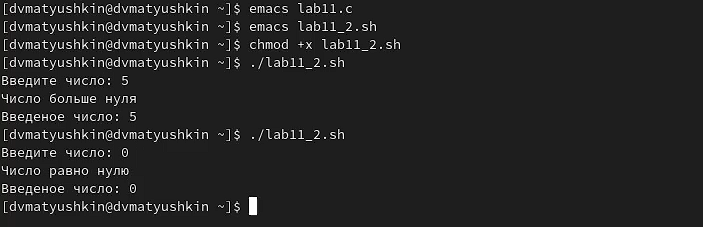 [dvmatyushkin@dvmatyushkin ~]$ emacs lab11.c
[dvmatyushkin@dvmatyushkin ~]$ emacs lab11_2.sh
[dvmatyushkin@dvmatyushkin ~]$ chmod +x lab11_2.sh
[dvmatyushkin@dvmatyushkin ~]$ ./lab11_2.sh
Введите число: 5
Число больше нуля
Введеное число: 5
[dvmatyushkin@dvmatyushkin ~]$ ./lab11_2.sh
Введите число: 0
Число равно нулю
Введеное число: 0
[dvmatyushkin@dvmatyushkin ~]$